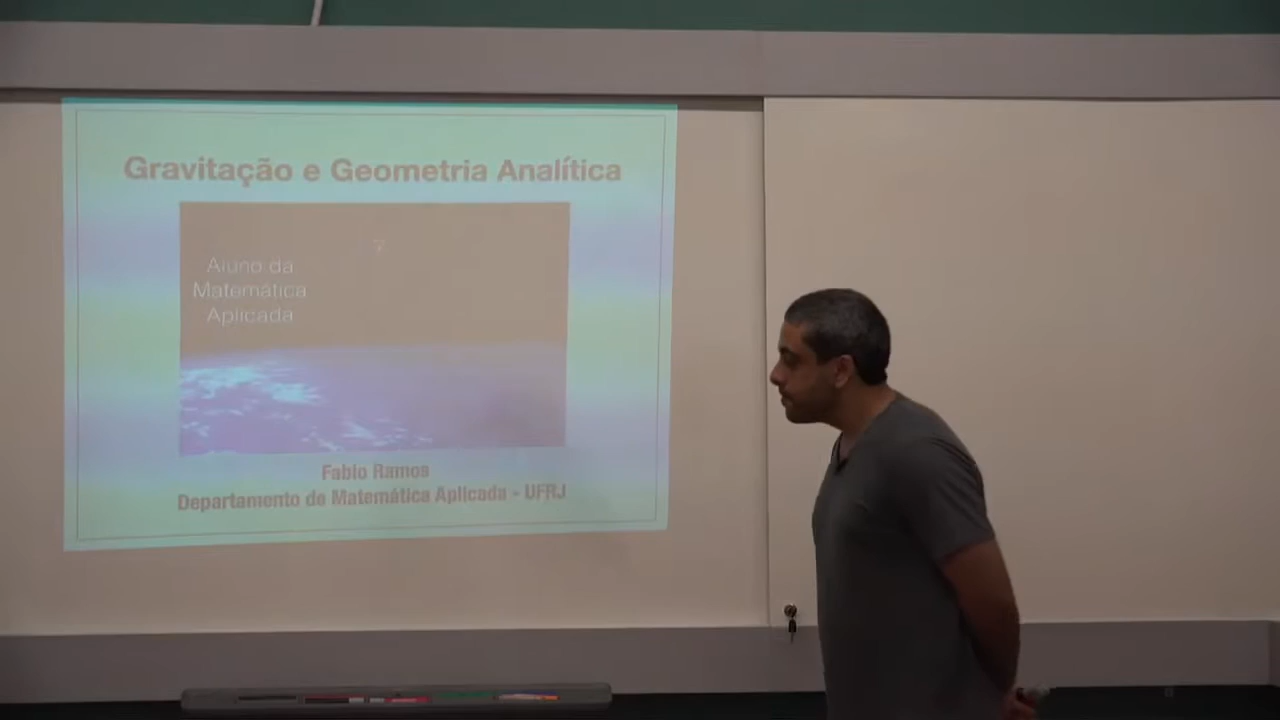 Gravitação e Geometria Analítica
Aluno da
Matemática
Aplicada
Fabio Ramos
Departamento de Matemática Aplicada - UFRJ